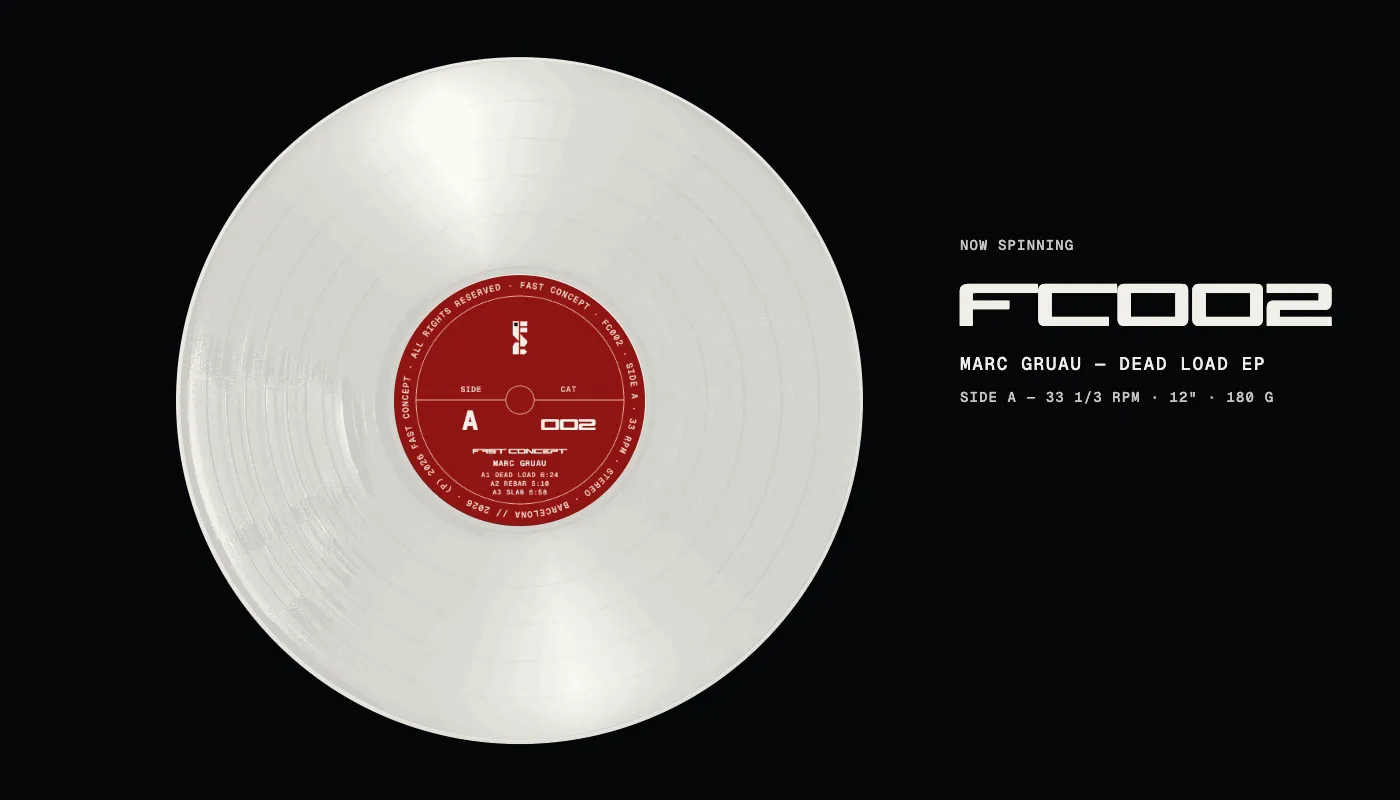 NOW SPINNING
FC002
MARC GRUAU — DEAD LOAD EP
SIDE A — 33 1/3 RPM · 12" · 180 G
FAST CONCEPT · FC002 · SIDE A · 33 RPM · STEREO · BARCELONA // 2026 · (P) 2026 FAST CONCEPT · ALL RIGHTS RESERVED ·
SIDE
CAT
A
002
FAST CONCEPT
MARC GRUAU
A1 DEAD LOAD 6:24
A2 REBAR 5:10
A3 SLAB 6:58